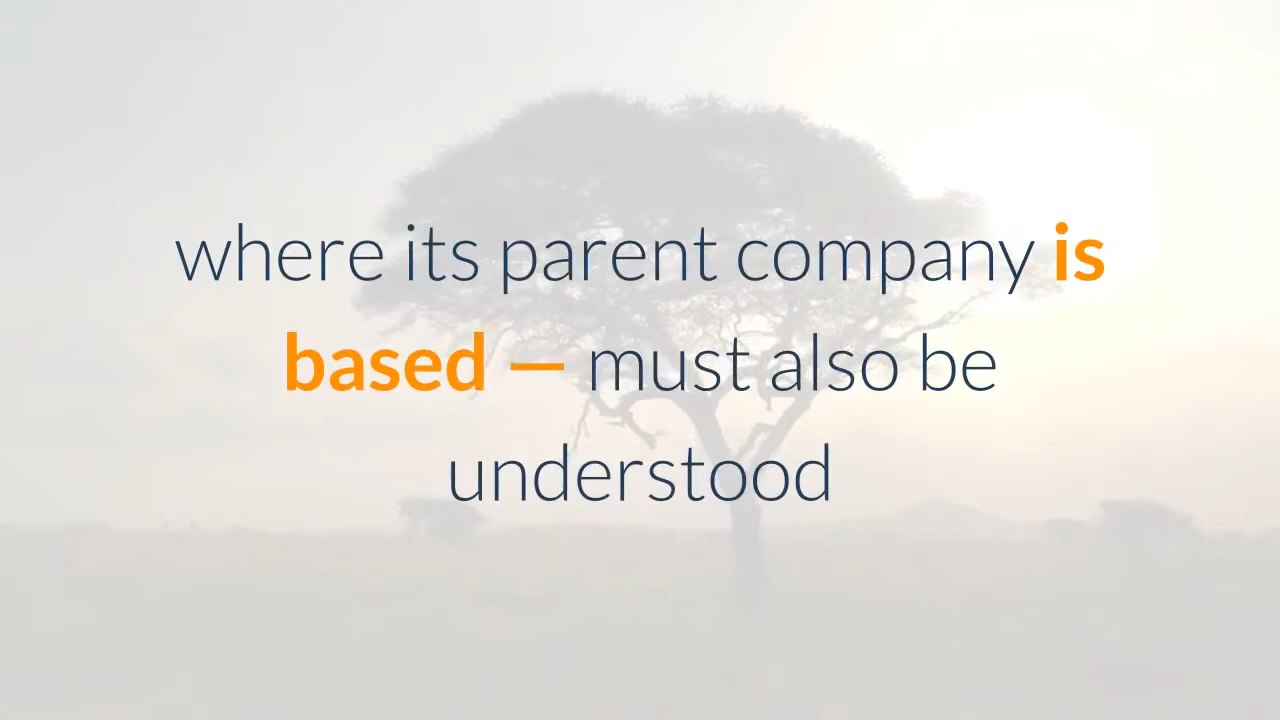 where its parent company is
based — must also be
understood